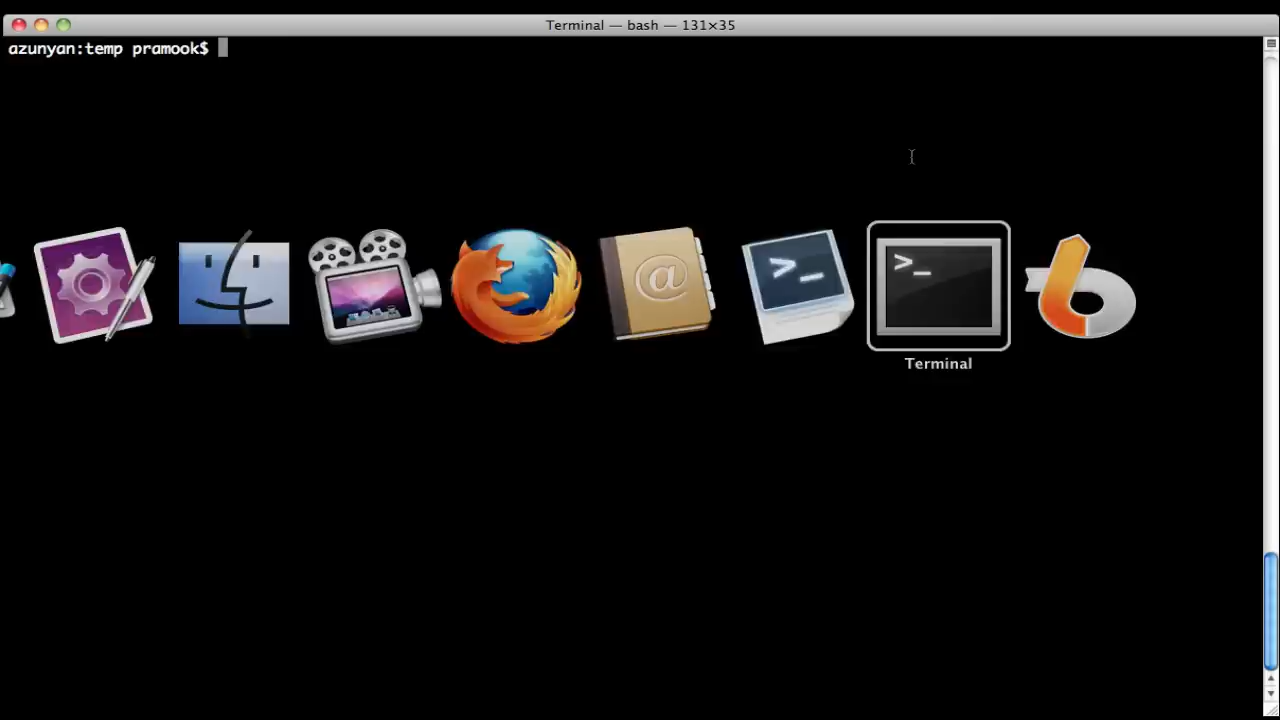 Terminal — bash — 131×35
azunyan:temp pramook$
>_
@
>_
Terminal